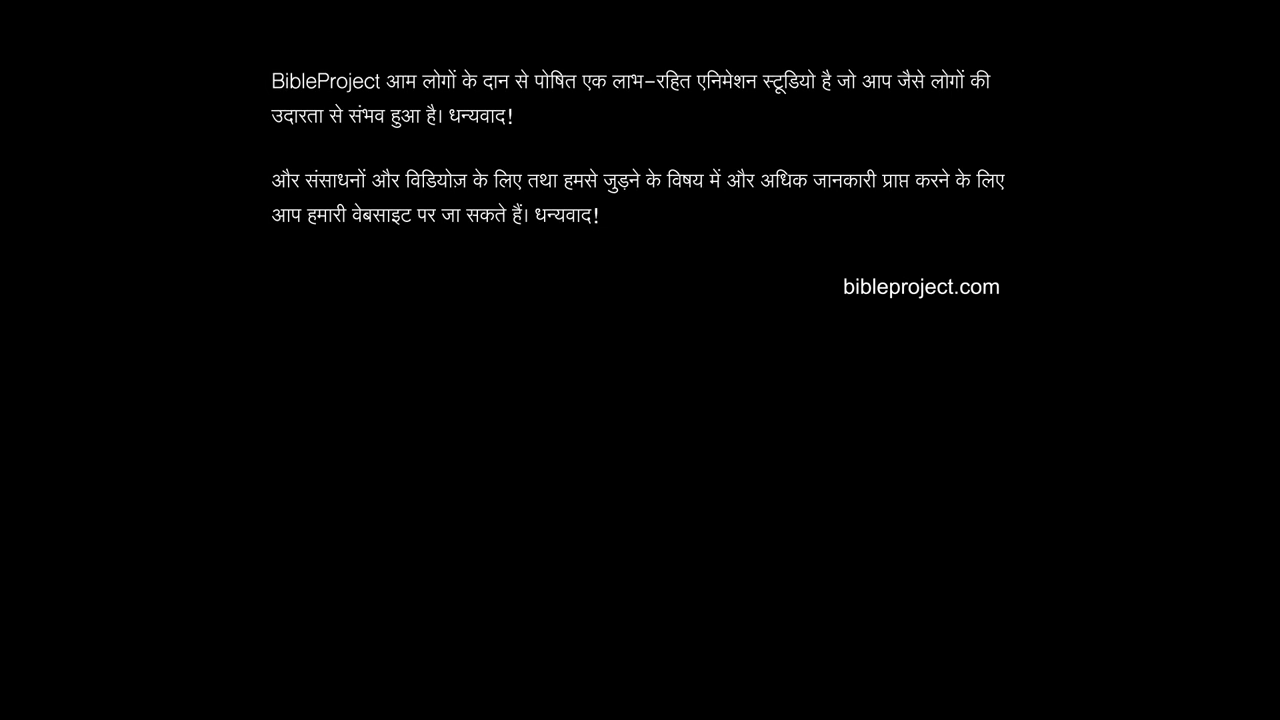 BibleProject आम लोगों के दान से पोषित एक लाभ-रहित एनिमेशन स्टूडियो है जो आप जैसे लोगों की
उदारता से संभव हुआ है। धन्यवाद!
और संसाधनों और विडियोज़ के लिए तथा हमसे जुड़ने के विषय में और अधिक जानकारी प्राप्त करने के लिए
आप हमारी वेबसाइट पर जा सकते हैं। धन्यवाद!
bibleproject.com